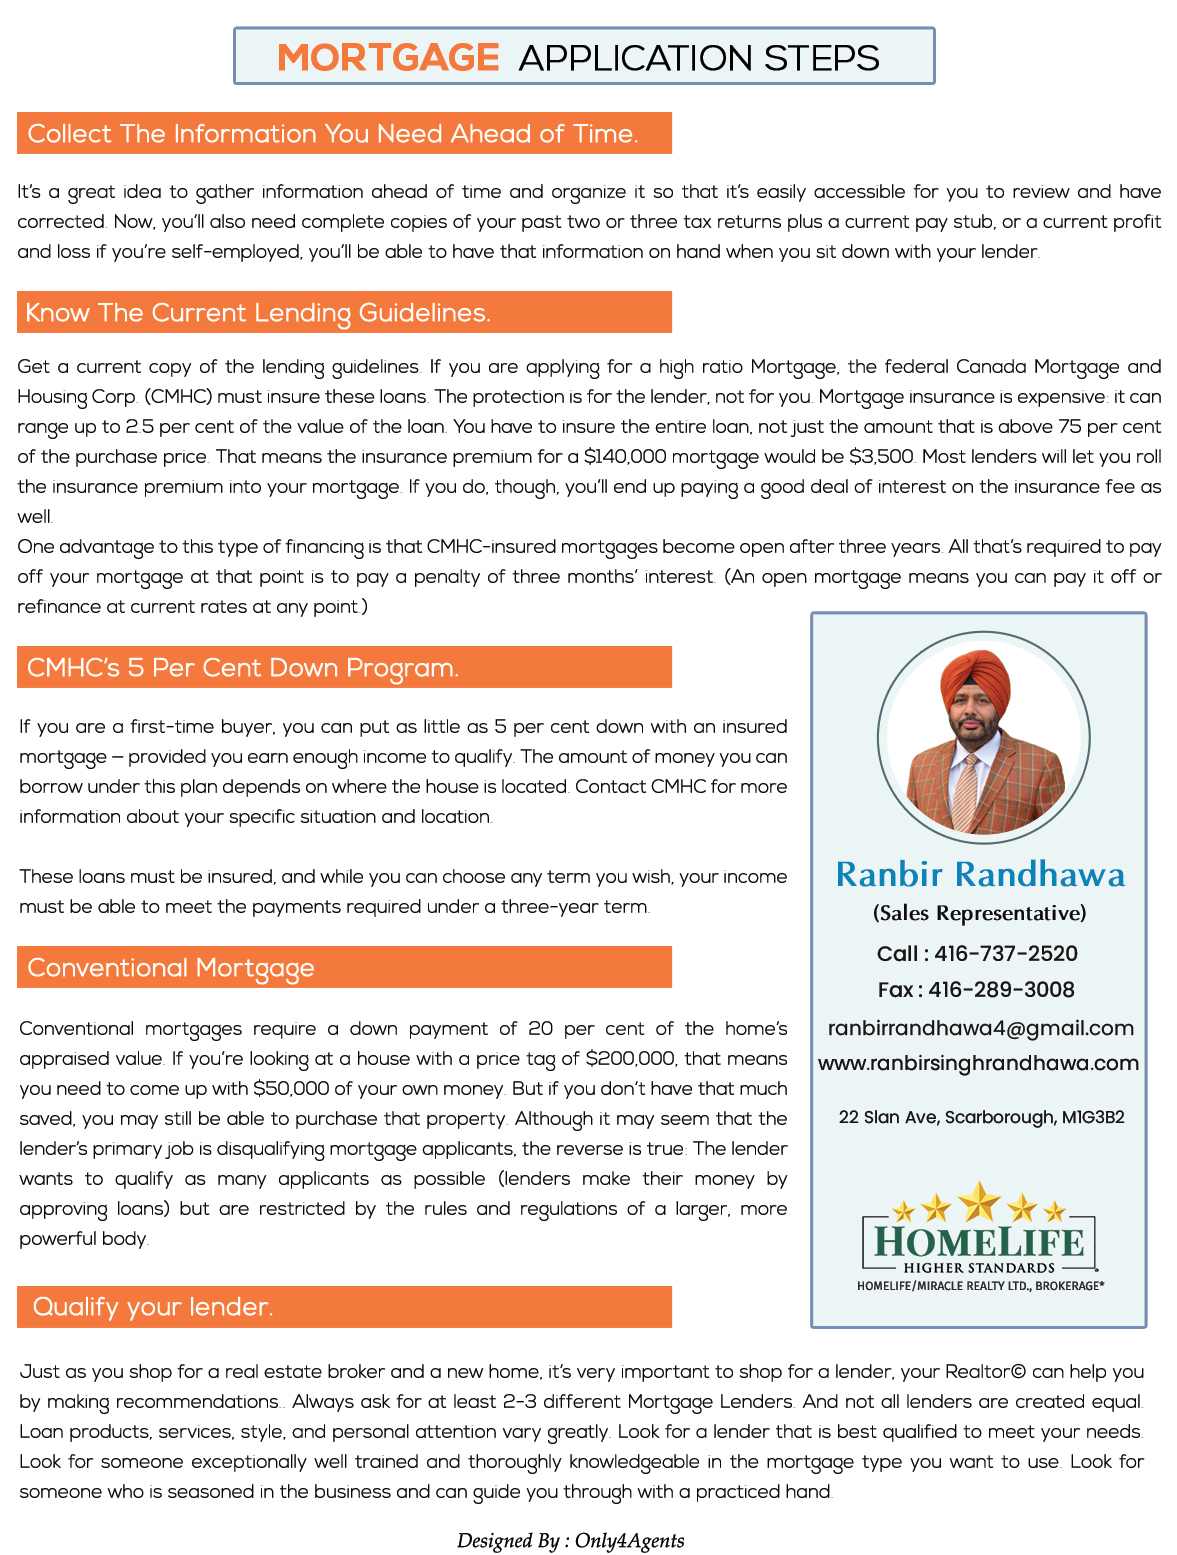 MORTGAGE APPLICATION STEPS
Collect The Information You Need Ahead of Time.
It's a great idea to gather information ahead of time and organize it so that it's easily accessible for you to review and have
corrected. Now, you'll also need complete copies of your past two or three tax returns plus a current pay stub, or a current profit
and loss if you're self-employed, you'll be able to have that information on hand when you sit down with your lender.
Know The Current Lending Guidelines.
Get a current copy of the lending guidelines. If you are applying for a high ratio Mortgage, the federal Canada Mortgage and
Housing Corp. (CMHC) must insure these loans. The protection is for the lender, not for you. Mortgage insurance is expensive: it can
range up to 2.5 per cent of the value of the loan. You have to insure the entire loan, not just the amount that is above 75 per cent
of the purchase price. That means the insurance premium for a $140,000 mortgage would be $3,500. Most lenders will let you roll
the insurance premium into your mortgage. If you do, though, you'll end up paying a good deal of interest on the insurance fee as
well.
One advantage to this type of financing is that CMHC-insured mortgages become open after three years. All that's required to pay
off your mortgage at that point is to pay a penalty of three months' interest. (An open mortgage means you can pay it off or
refinance at current rates at any point.)
CMHC's 5 Per Cent Down Program.
If you are a first-time buyer, you can put as little as 5 per cent down with an insured
mortgage – provided you earn enough income to qualify. The amount of money you can
borrow under this plan depends on where the house is located. Contact CMHC for more
information about your specific situation and location.
These loans must be insured, and while you can choose any term you wish, your income
must be able to meet the payments required under a three-year term.
Conventional Mortgage
Conventional mortgages require a down payment of 20 per cent of the home's
appraised value. If you're looking at a house with a price tag of $200,000, that means
you need to come up with $50,000 of your own money. But if you don't have that much
saved, you may still be able to purchase that property. Although it may seem that the
lender's primary job is disqualifying mortgage applicants, the reverse is true: The lender
wants to qualify as many applicants as possible (lenders make their money by
approving loans) but are restricted by the rules and regulations of a larger, more
powerful body.
Ranbir Randhawa
(Sales Representative)
Call : 416-737-2520
Fax : 416-289-3008
ranbirrandhawa4@gmail.com
www.ranbirsinghrandhawa.com
22 Slan Ave, Scarborough, M1G3B2
HOMELIFE
HIGHER STANDARDS
HOMELIFE/MIRACLE REALTY LTD., BROKERAGE*
Qualify your lender.
Just as you shop for a real estate broker and a new home, it's very important to shop for a lender, your Realtor© can help you
by making recommendations.. Always ask for at least 2-3 different Mortgage Lenders. And not all lenders are created equal.
Loan products, services, style, and personal attention vary greatly. Look for a lender that is best qualified to meet your needs.
Look for someone exceptionally well trained and thoroughly knowledgeable in the mortgage type you want to use. Look for
someone who is seasoned in the business and can guide you through with a practiced hand.
Designed By : Only4Agents